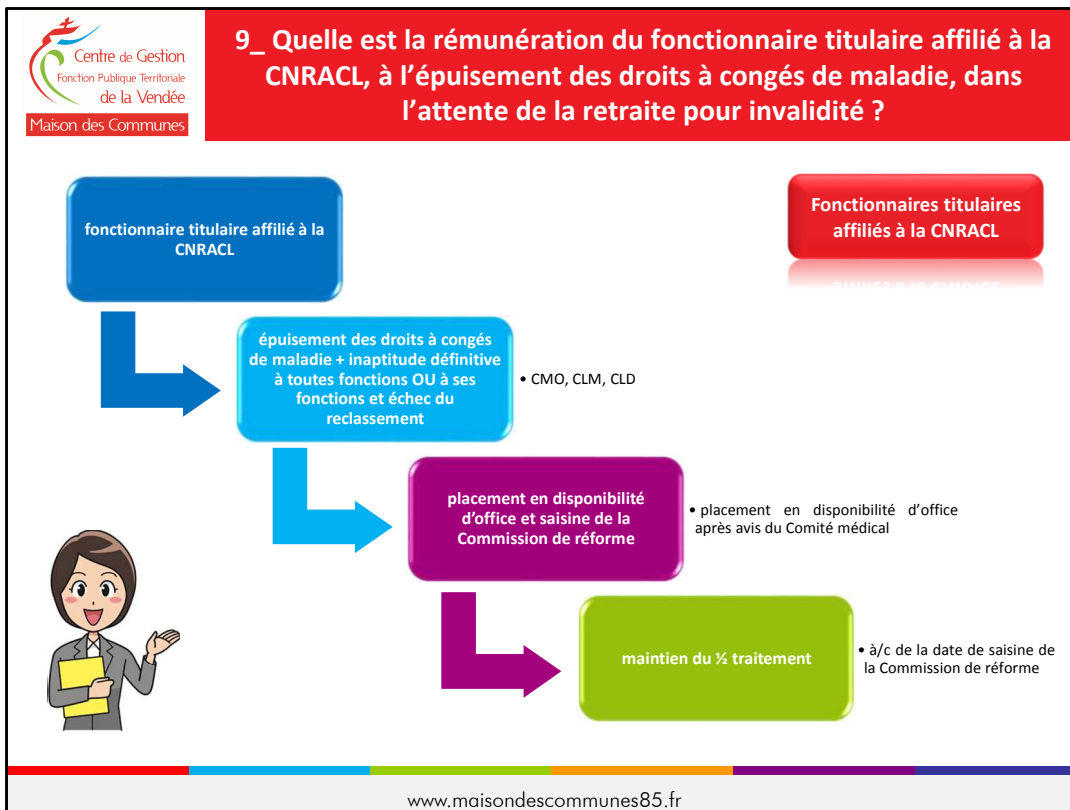 Centre de Gestion
Fonction Publique Territoriale
de la Vendée
Maison des Communes
9_ Quelle est la rémunération du fonctionnaire titulaire affilié à la
CNRACL, à l'épuisement des droits à congés de maladie, dans
l'attente de la retraite pour invalidité ?
fonctionnaire titulaire affilié à la
CNRACL
Fonctionnaires titulaires
affiliés à la CNRACL
épuisement des droits à congés
de maladie + inaptitude définitive
à toutes fonctions OU à ses
fonctions et échec du
reclassement
• CMO, CLM, CLD
placement en disponibilité
d'office et saisine de la
Commission de réforme
• placement en disponibilité d'office
après avis du Comité médical
maintien du ½ traitement
• à/c de la date de saisine de
la Commission de réforme
www.maisondescommunes85.fr